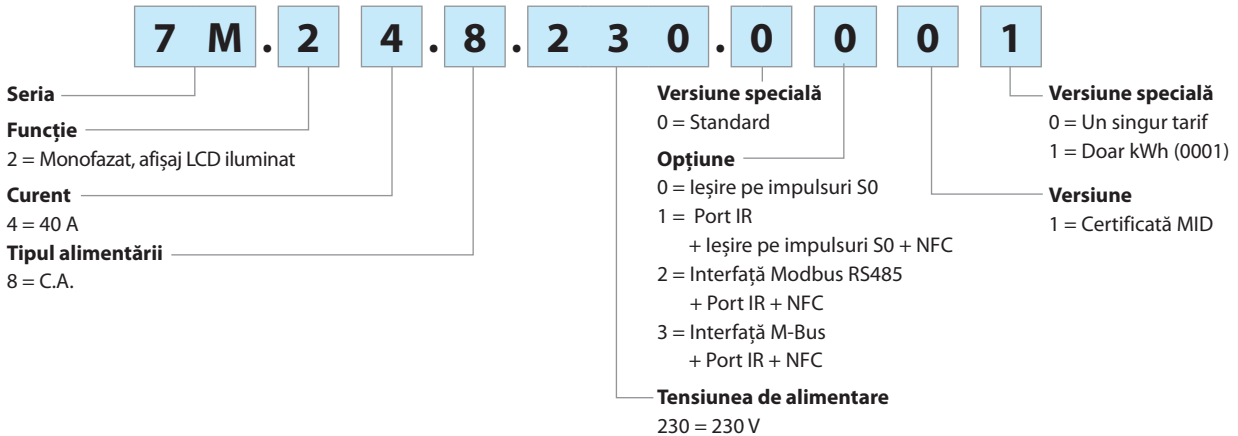 7 M . 2 4 . 8 . 2 3 0 . 0 0 0 1
Seria
Funcție
2 = Monofazat, afișaj LCD iluminat
Curent
4 = 40 A
Tipul alimentării
8 = C.A.
Versiune specială
0 = Standard
Opțiune
0 = Ieșire pe impulsuri S0
1 = Port IR
+ Ieșire pe impulsuri S0 + NFC
2 = Interfață Modbus RS485
+ Port IR + NFC
3 = Interfață M-Bus
+ Port IR + NFC
Tensiunea de alimentare
230 = 230 V
Versiune specială
0 = Un singur tarif
1 = Doar kWh (0001)
Versiune
1 = Certificată MID